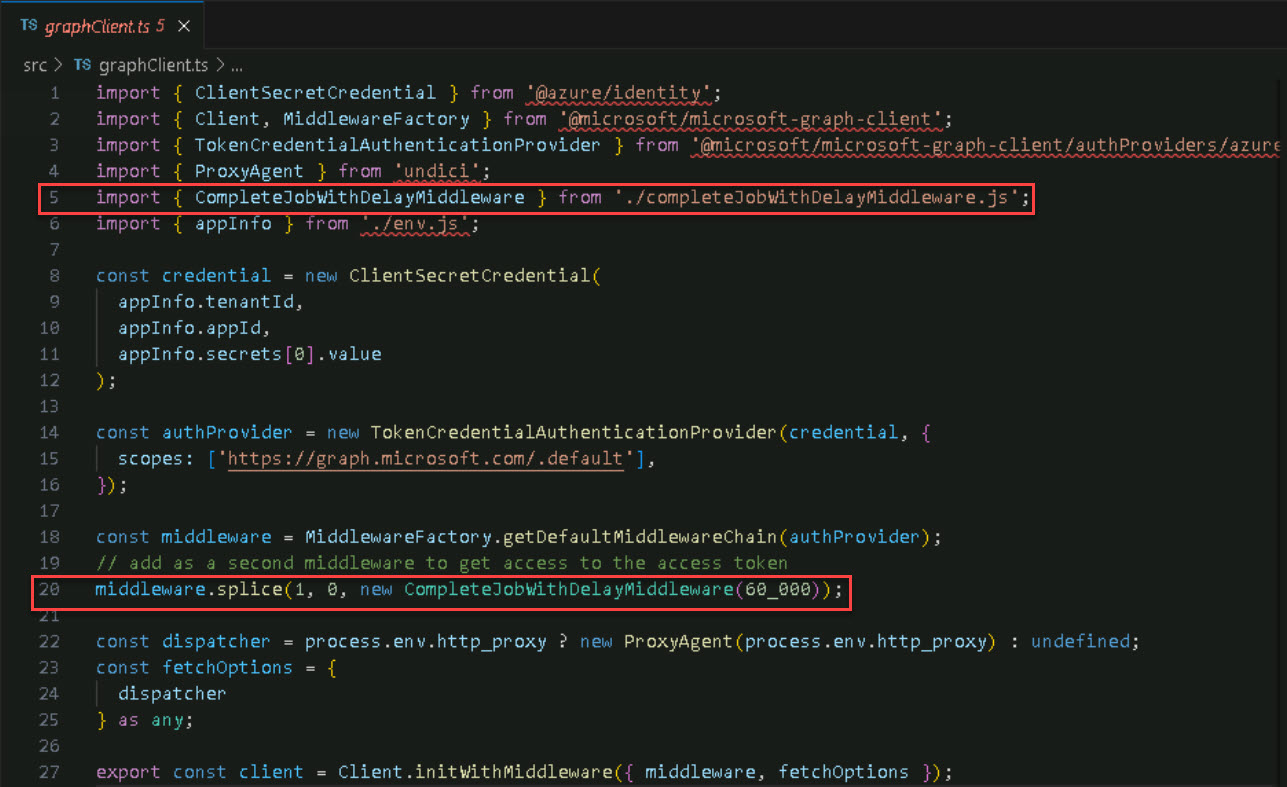 TS graphClient.ts 5 ×
src > TS graphClient.ts > ...
1 import { ClientSecretCredential } from '@azure/identity';
2 import { Client, MiddlewareFactory } from '@microsoft/microsoft-graph-client';
3 import { TokenCredentialAuthenticationProvider } from '@microsoft/microsoft-graph-client/authProviders/azure
4 import { ProxyAgent } from 'undici';
5 import { CompleteJobWithDelayMiddleware } from './completeJobWithDelayMiddleware.js';
6 import { appInfo } from './env.js';
7
8 const credential = new ClientSecretCredential(
9   appInfo.tenantId,
10   appInfo.appId,
11   appInfo.secrets[0].value
12 );
13
14 const authProvider = new TokenCredentialAuthenticationProvider(credential, {
15   scopes: ['https://graph.microsoft.com/.default'],
16 });
17
18 const middleware = MiddlewareFactory.getDefaultMiddlewareChain(authProvider);
19 // add as a second middleware to get access to the access token
20 middleware.splice(1, 0, new CompleteJobWithDelayMiddleware(60_000));
21
22 const dispatcher = process.env.http_proxy ? new ProxyAgent(process.env.http_proxy) : undefined;
23 const fetchOptions = {
24   dispatcher
25 } as any;
26
27 export const client = Client.initWithMiddleware({ middleware, fetchOptions });